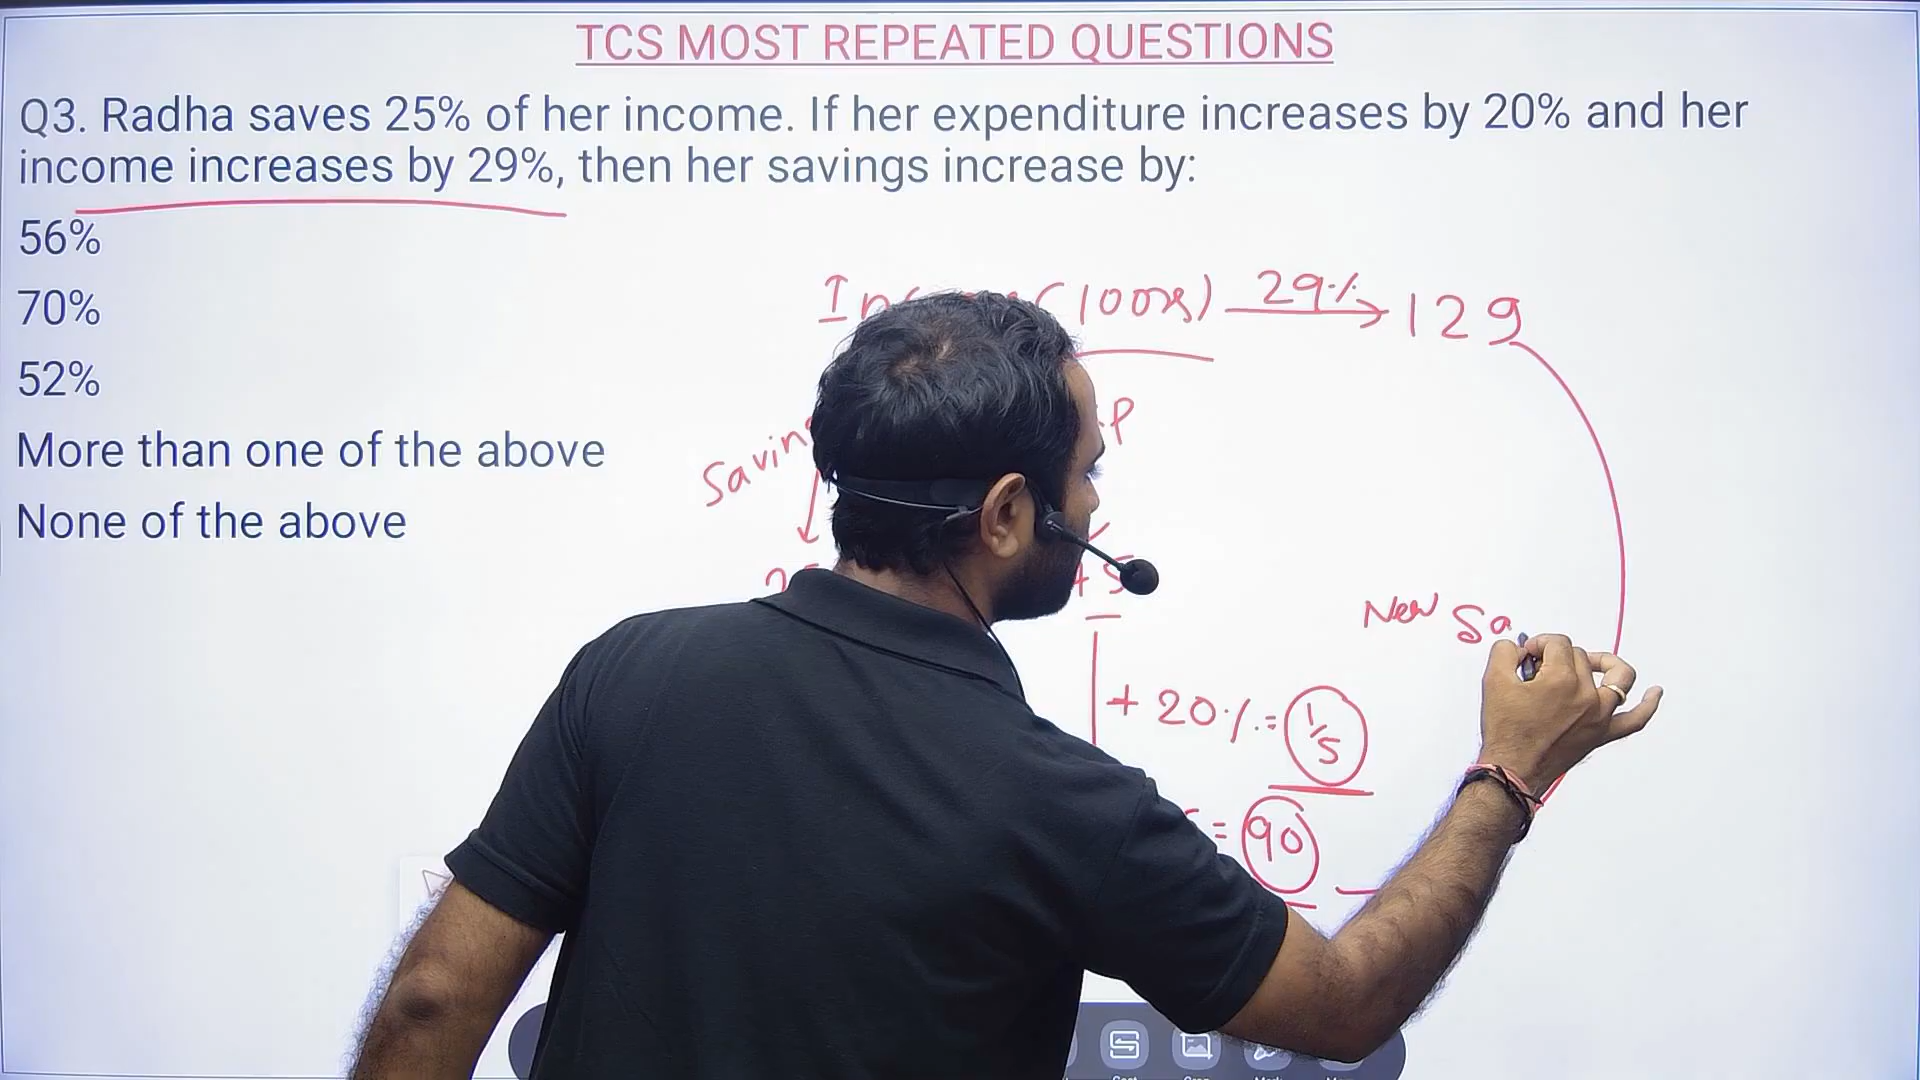 TCS MOST REPEATED QUESTIONS
Q3. Radha saves 25% of her income. If her expenditure increases by 20% and her
income increases by 29%, then her savings increase by:
56%
70%
52%
More than one of the above
None of the above
(100rs) 29% 129
New Sa
+ 20% = 1/5
= 90